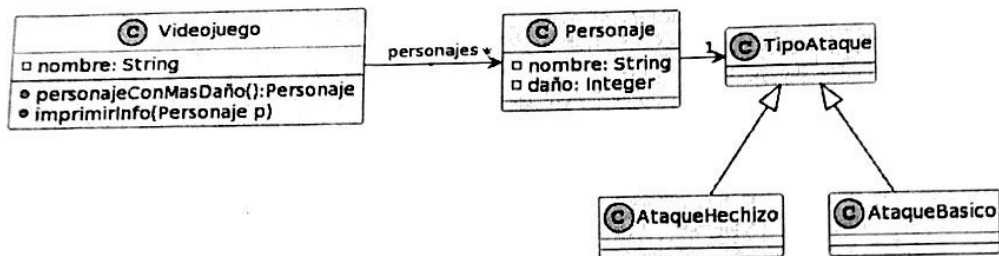 C Videojuego
nombre: String
personajeConMasDaño():Personaje
imprimirInfo(Personaje p)
personajes *
C Personaje
nombre: String
daño: Integer
1
C TipoAtaque
C AtaqueHechizo
C AtaqueBasico